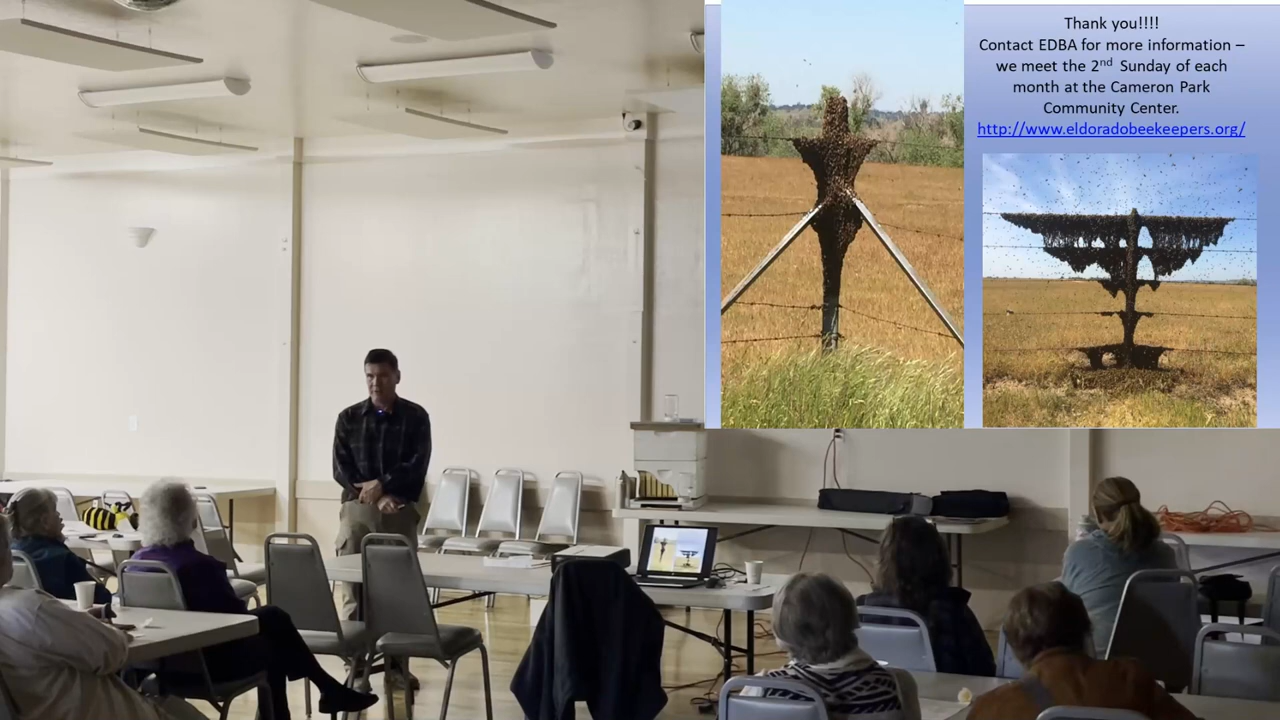 Thank you!!!!
Contact EDBA for more information –
we meet the 2nd Sunday of each
month at the Cameron Park
Community Center.
http://www.eldoradobeekeepers.org/